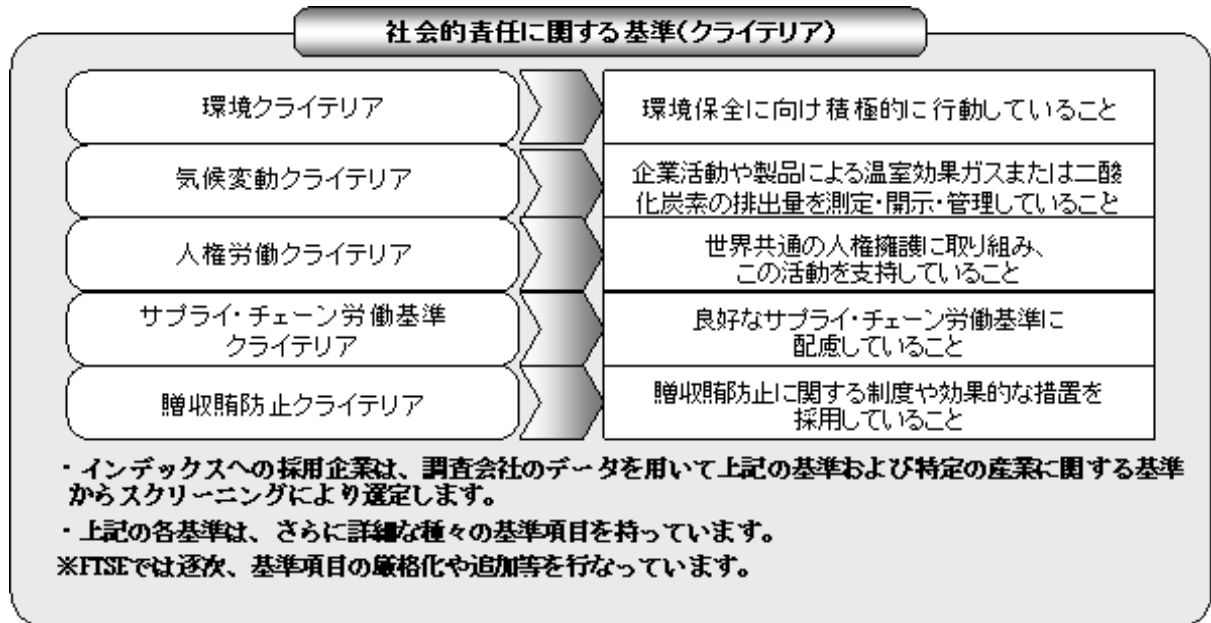 社会的責任に関する基準(クライテリア)
環境クライテリア
環境保全に向け積極的に行動していること
気候変動クライテリア
企業活動や製品による温室効果ガスまたは二酸
化炭素の排出量を測定・開示・管理していること
人権労働クライテリア
世界共通の人権擁護に取り組み、
この活動を支持していること
サプライ・チェーン労働基準
クライテリア
良好なサプライ・チェーン労働基準に
配慮していること
贈収賄防止クライテリア
贈収賄防止に関する制度や効果的な措置を
採用していること
・インデックスへの採用企業は、調査会社のデータを用いて上記の基準および特定の産業に関する基準
からスクリーニングにより選定します。
・上記の各基準は、さらに詳細な種々の基準項目を持っています。
※FTSEでは逐次、基準項目の厳格化や追加等を行なっています。